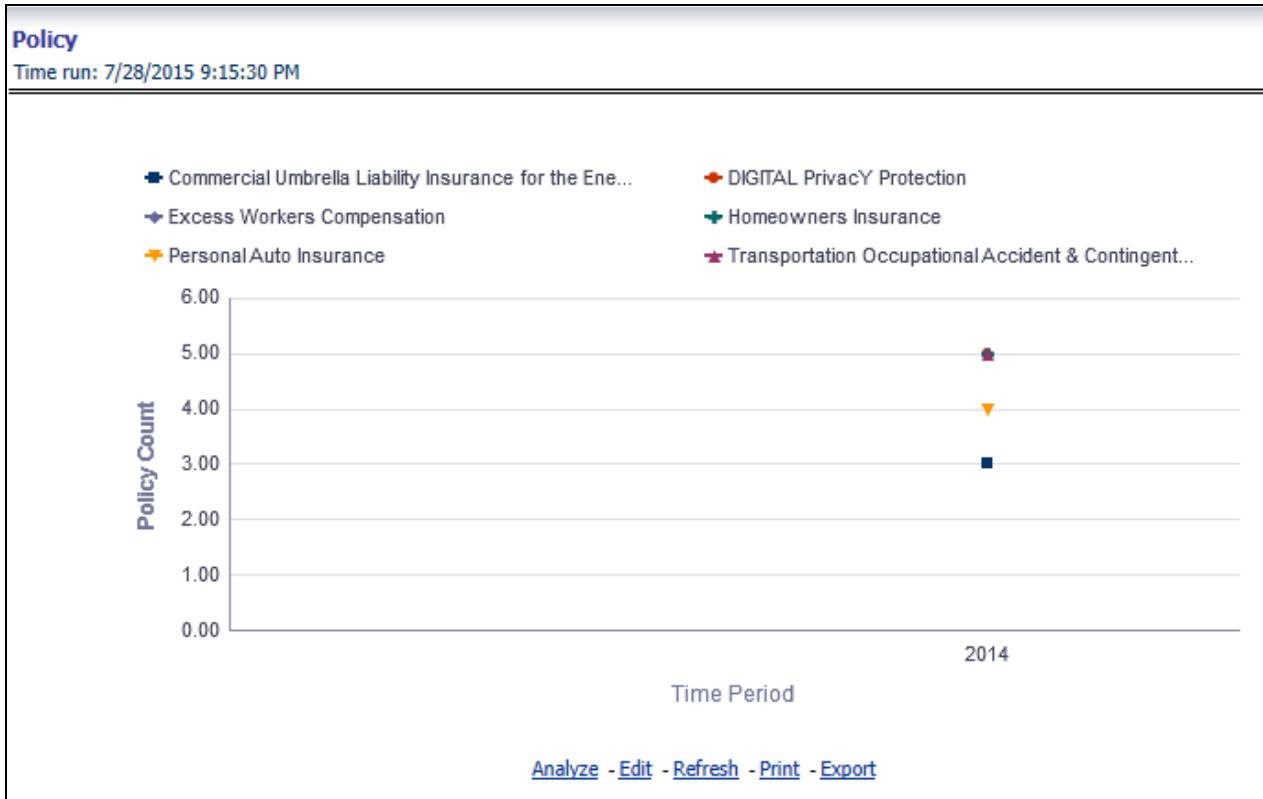 Policy
Time run: 7/28/2015 9:15:30 PM
Commercial Umbrella Liability Insurance for the Ene... DIGITAL PrivacY Protection
Excess Workers Compensation Homeowners Insurance
Personal Auto Insurance Transportation Occupational Accident & Contingent...
6.00
5.00
4.00
3.00
2.00
1.00
0.00
Policy Count
2014
Time Period
Analyze - Edit - Refresh - Print - Export